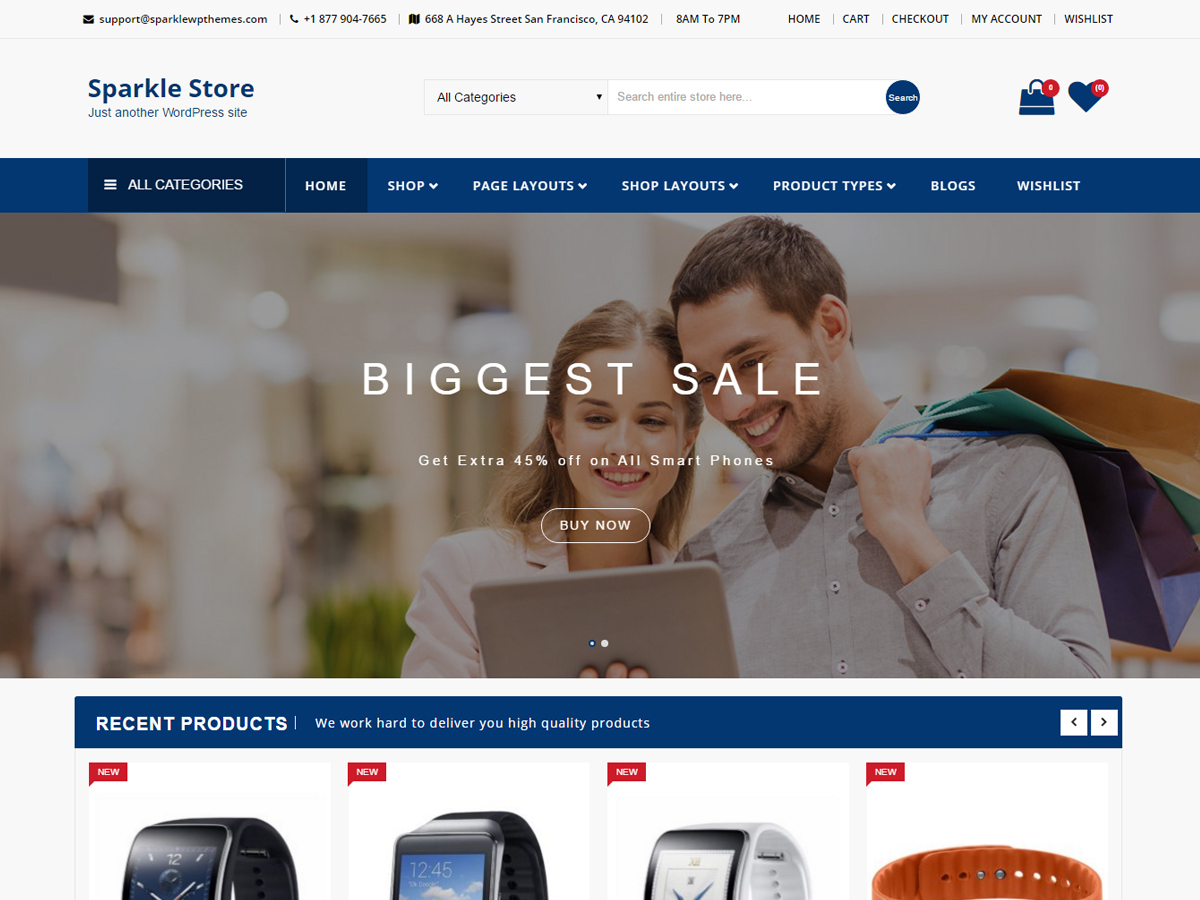 support@sparklewpthemes.com +1 877 904-7665 668 A Hayes Street San Francisco, CA 94102 8AM To 7PM HOME CART CHECKOUT MY ACCOUNT WISHLIST
Sparkle Store
Just another WordPress site
All Categories Search entire store here... Search
0 (0)
ALL CATEGORIES HOME SHOP PAGE LAYOUTS SHOP LAYOUTS PRODUCT TYPES BLOGS WISHLIST
BIGGEST SALE
Get Extra 45% off on All Smart Phones
BUY NOW
RECENT PRODUCTS We work hard to deliver you high quality products
NEW NEW NEW NEW
12
12:45